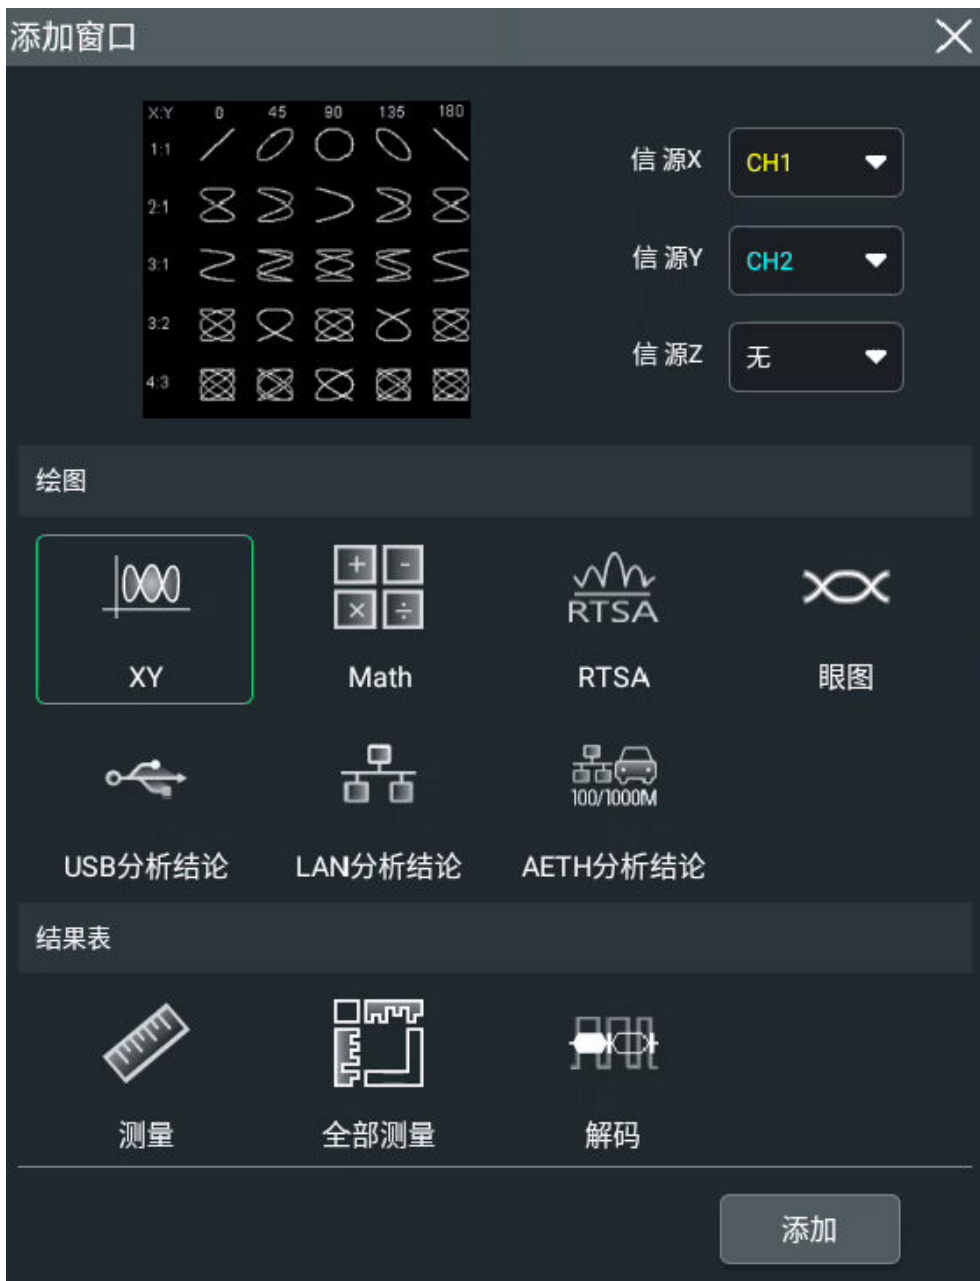 添加窗口
X:Y 0 45 90 135 180
1:1
2:1
3:1
3:2
4:3
信源X CH1
信源Y CH2
信源Z 无
绘图
+ -
× ÷
RTSA
XY Math RTSA 眼图
100/1000M
USB分析结论 LAN分析结论 AETH分析结论
结果表
测量 全部测量 解码
添加